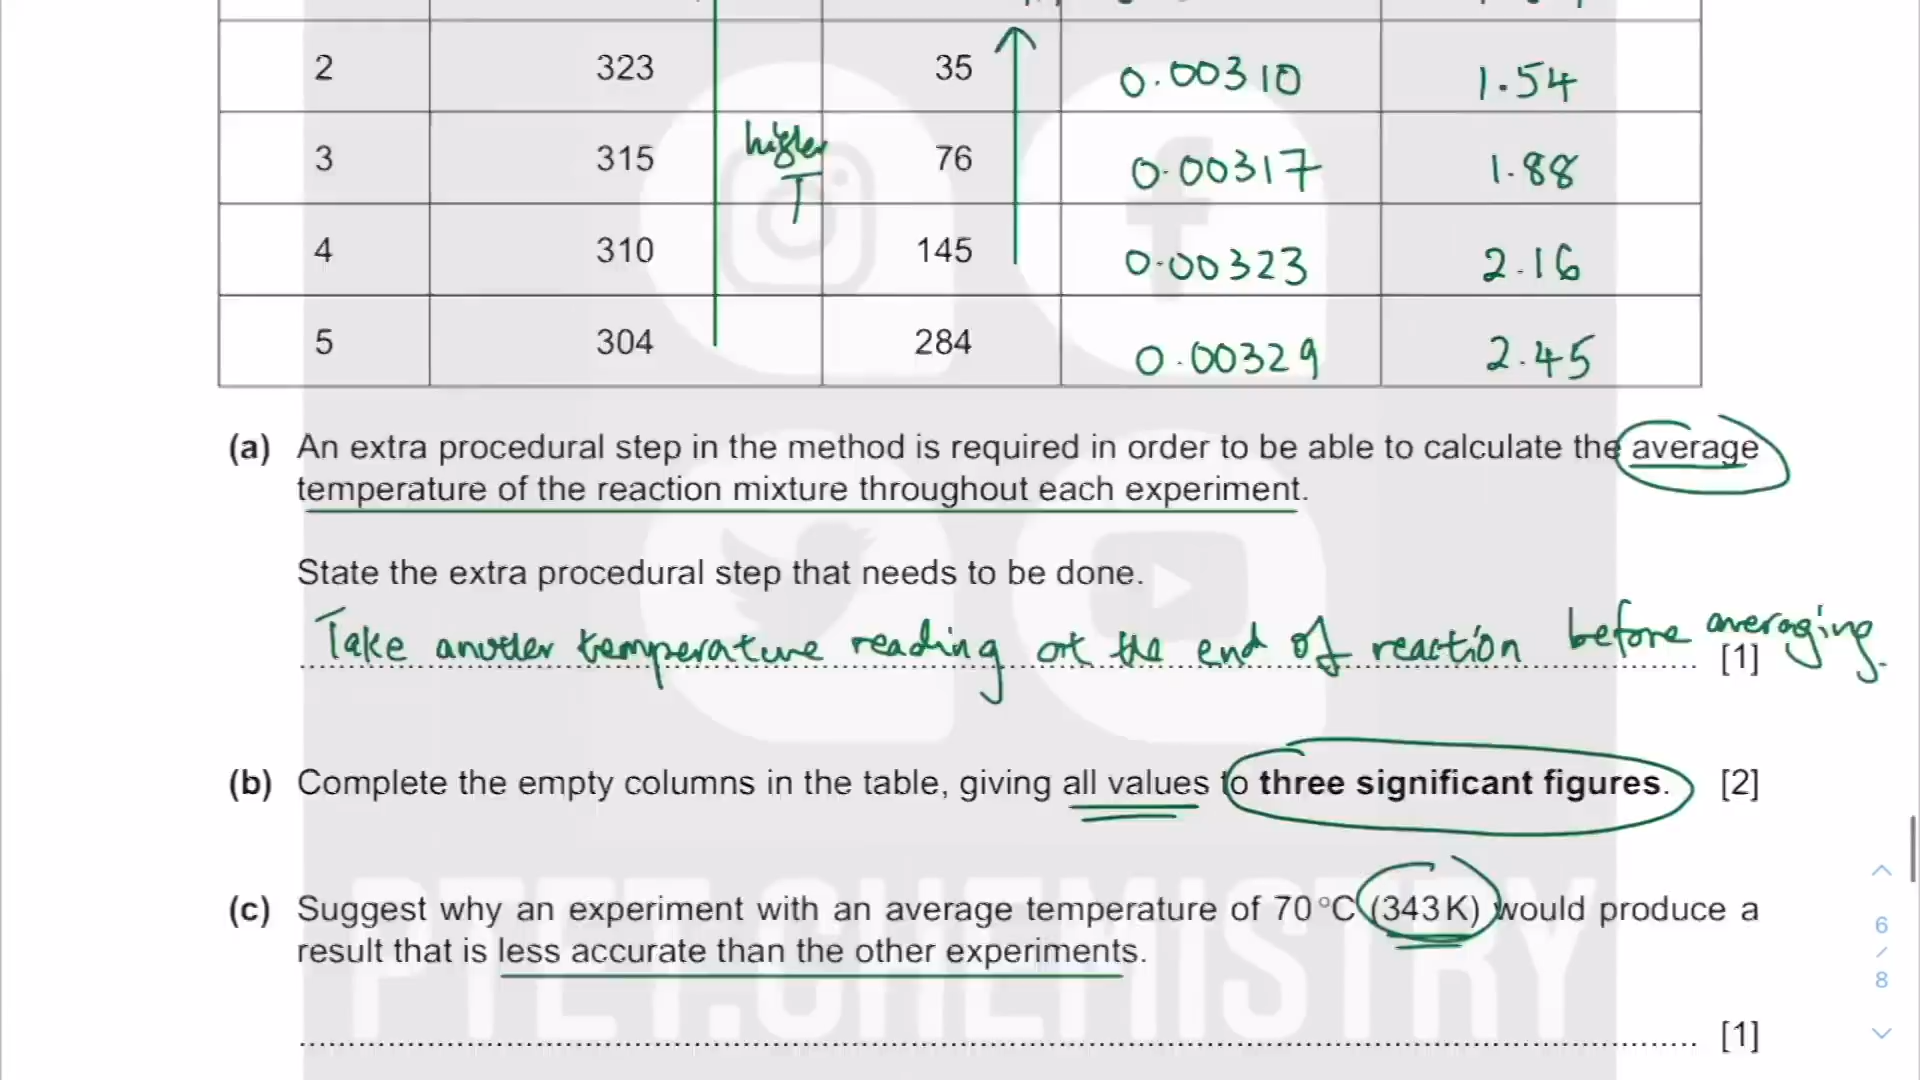 2 323 35 0.00310 1.54
3 315 higher T 76 0.00317 1.88
4 310 145 0.00323 2.16
5 304 284 0.00329 2.45
(a) An extra procedural step in the method is required in order to be able to calculate the average
temperature of the reaction mixture throughout each experiment.
State the extra procedural step that needs to be done.
Take another temperature reading at the end of reaction before averaging.
[1]
(b) Complete the empty columns in the table, giving all values to three significant figures. [2]
(c) Suggest why an experiment with an average temperature of 70 °C (343 K) would produce a
result that is less accurate than the other experiments.
[1]
PTET.CHEMISTRY
6
/
8